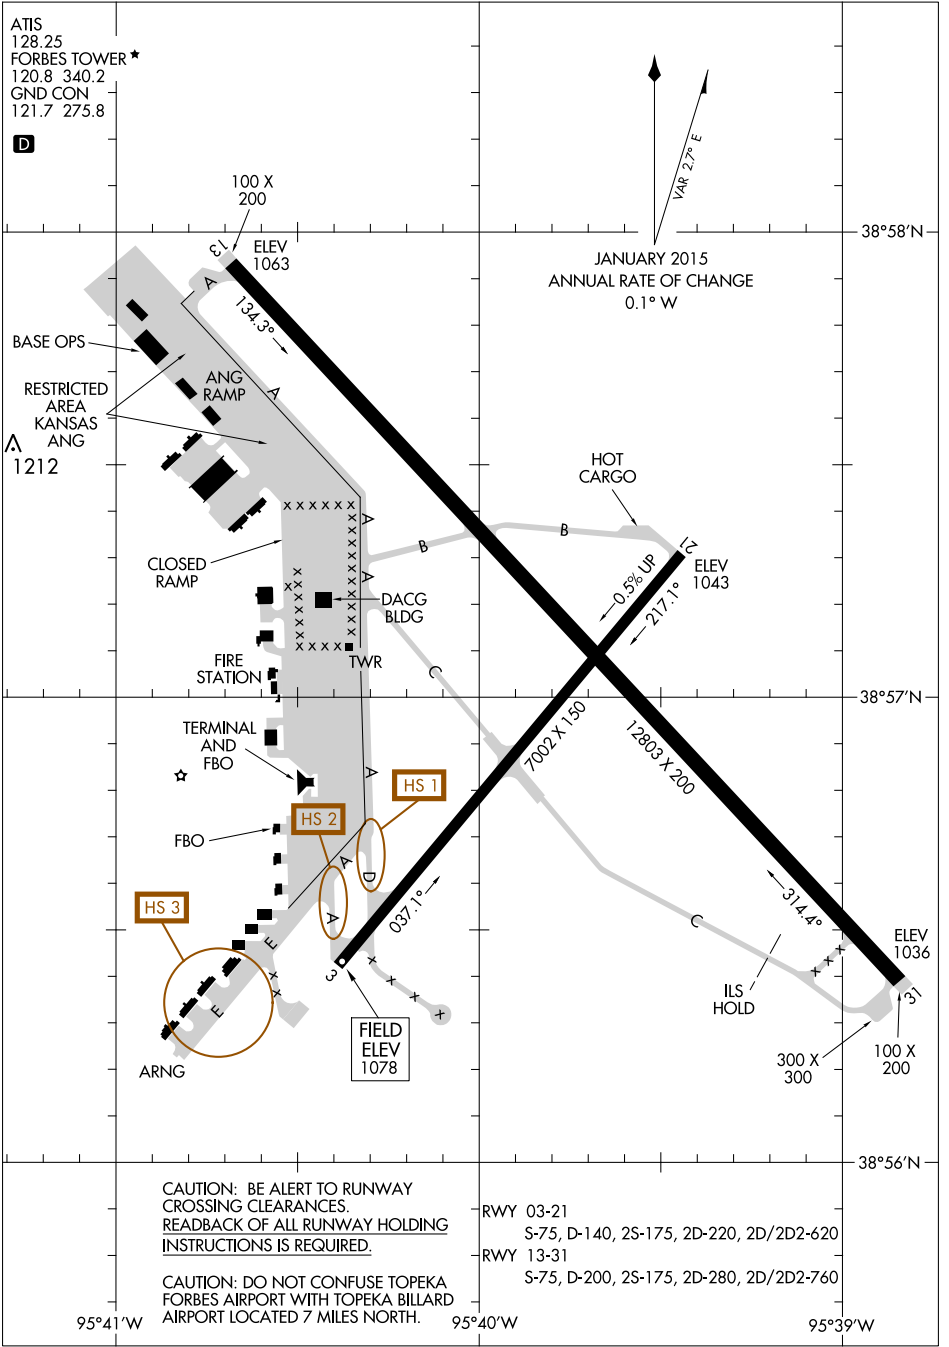 ATIS
128.25
FORBES TOWER ★
120.8 340.2
GND CON
121.7 275.8
D
VAR 2.7° E
JANUARY 2015
ANNUAL RATE OF CHANGE
0.1° W
38°58'N
100 X
200
13
ELEV
1063
A
134.3°
BASE OPS
ANG
RAMP
A
RESTRICTED
AREA
KANSAS
ANG
1212
HOT
CARGO
X X X X X X
A
B
B
21
CLOSED
RAMP
A
ELEV
1043
0.5% UP
217.1°
DACG
BLDG
X X X X X
TWR
FIRE
STATION
C
38°57'N
7002 X 150
12803 X 200
TERMINAL
AND
FBO
A
HS 1
HS 2
FBO
A
D
HS 3
A
037.1°
314.4°
C
E
ELEV
1036
3
ILS
HOLD
31
E
FIELD
ELEV
1078
300 X
300
100 X
200
ARNG
38°56'N
CAUTION: BE ALERT TO RUNWAY
CROSSING CLEARANCES.
READBACK OF ALL RUNWAY HOLDING
INSTRUCTIONS IS REQUIRED.
CAUTION: DO NOT CONFUSE TOPEKA
FORBES AIRPORT WITH TOPEKA BILLARD
AIRPORT LOCATED 7 MILES NORTH.
RWY 03-21
S-75, D-140, 2S-175, 2D-220, 2D/2D2-620
RWY 13-31
S-75, D-200, 2S-175, 2D-280, 2D/2D2-760
95°41'W
95°40'W
95°39'W